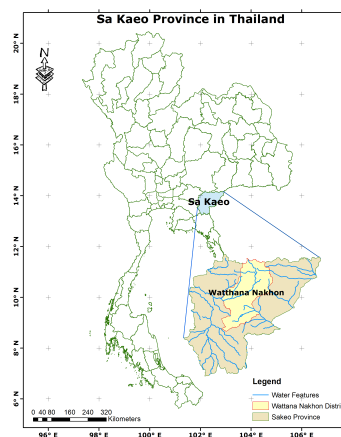 Sa Kaeo Province in Thailand
N
20° N
18° N
16° N
14° N
12° N
10° N
8° N
6° N
Sa Kaeo
Watthana Nakhon
Legend
Water Features
Wattana Nakhon Distri
Sakeo Province
0 40 80 160 240 320
Kilometers
96° E 98° E 100° E 102° E 104° E 106° E